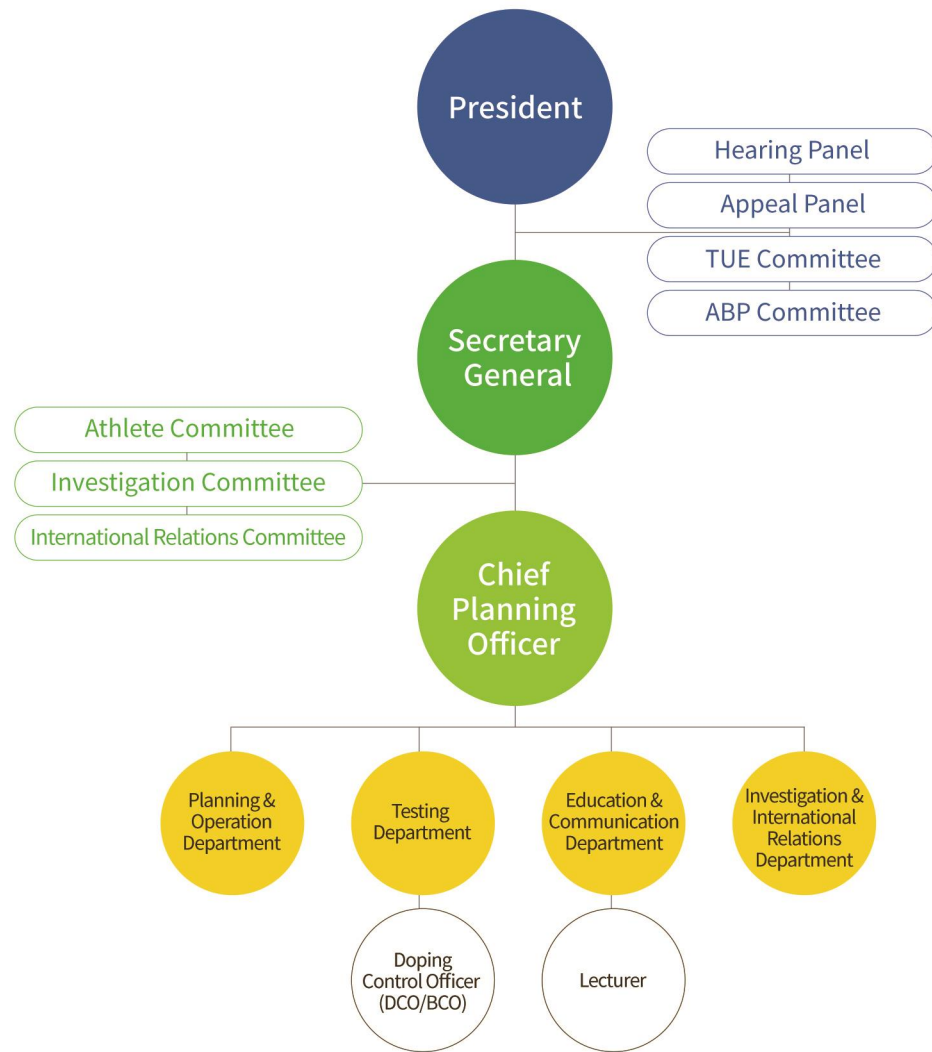 President
Hearing Panel
Appeal Panel
TUE Committee
ABP Committee
Secretary
General
Athlete Committee
Investigation Committee
International Relations Committee
Chief
Planning
Officer
Planning &
Operation
Department
Testing
Department
Education &
Communication
Department
Investigation &
International
Relations
Department
Doping
Control Officer
(DCO/BCO)
Lecturer